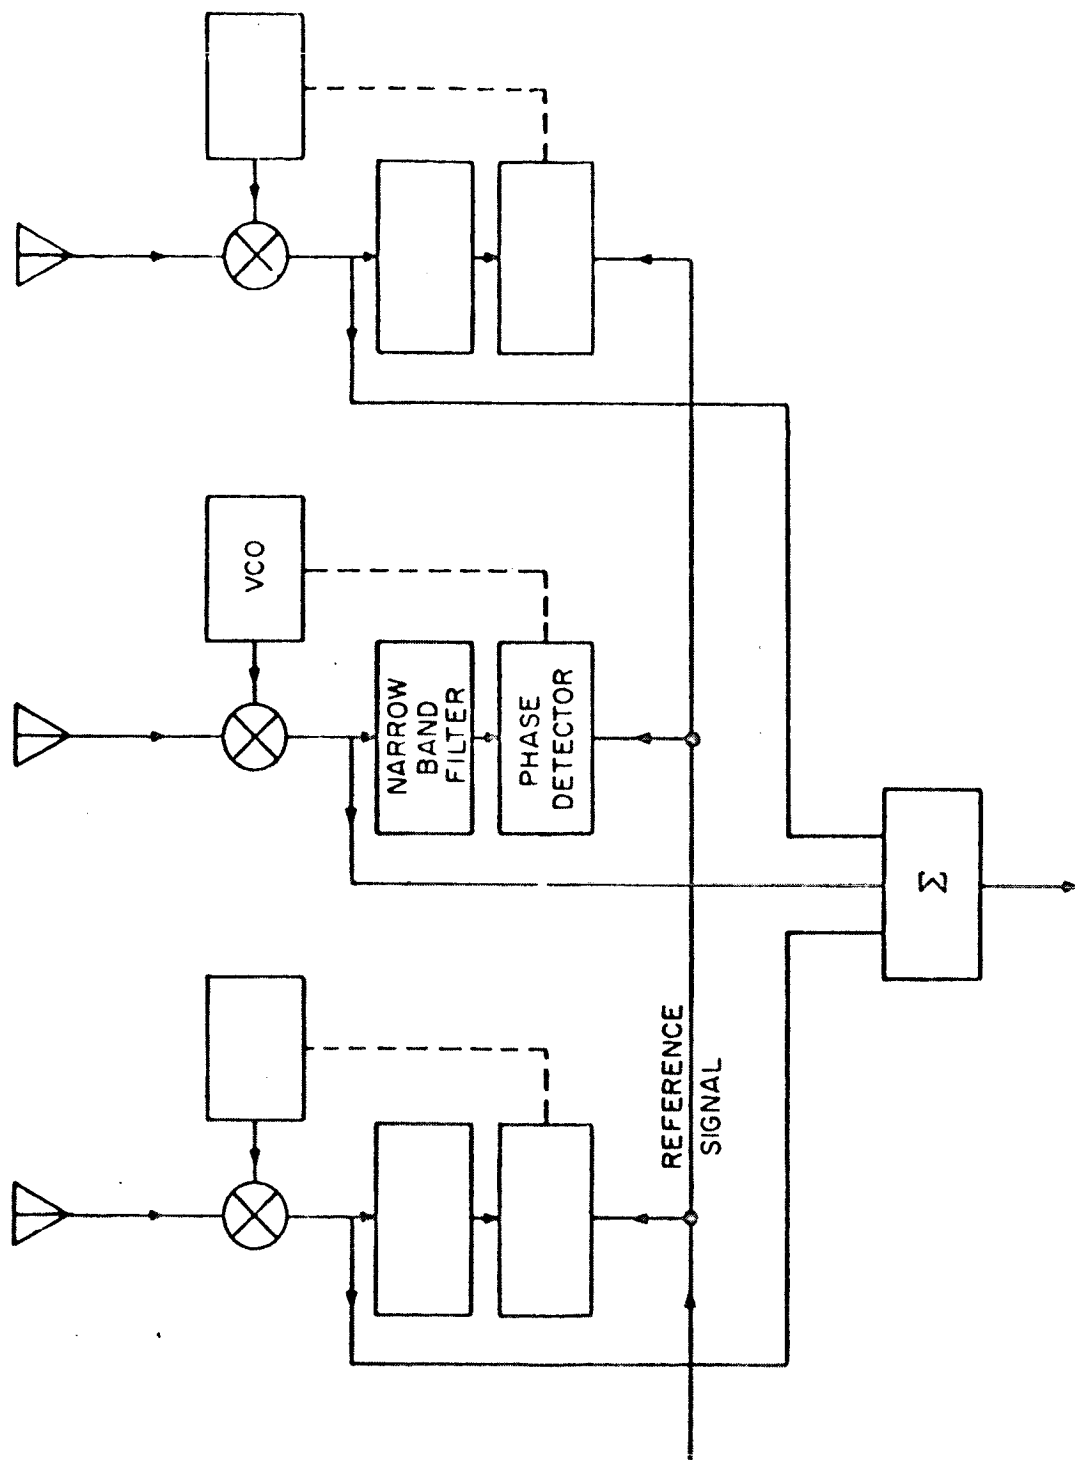 VCO
NARROW
BAND
FILTER
PHASE
DETECTOR
REFERENCE
SIGNAL
Σ